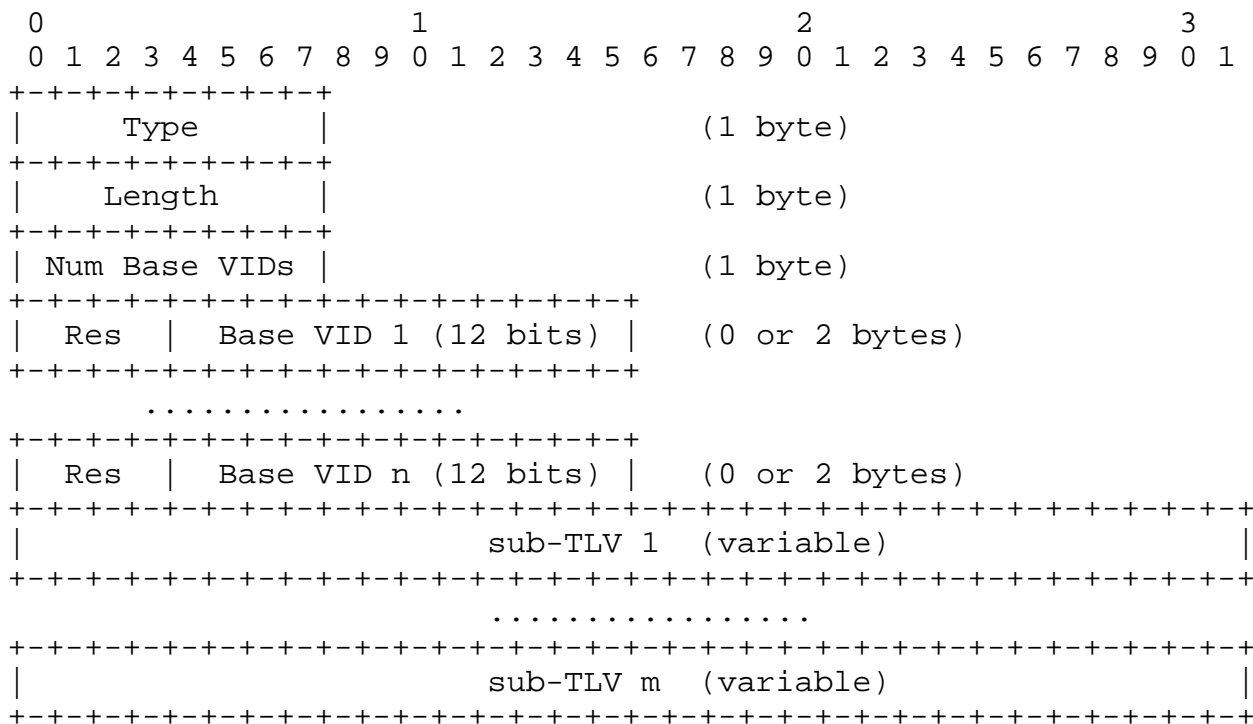 0                   1                   2                   3
 0 1 2 3 4 5 6 7 8 9 0 1 2 3 4 5 6 7 8 9 0 1 2 3 4 5 6 7 8 9 0 1
+-+-+-+-+-+-+-+-+
|     Type      |                   (1 byte)
+-+-+-+-+-+-+-+-+
|    Length     |                   (1 byte)
+-+-+-+-+-+-+-+-+
| Num Base VIDs |                   (1 byte)
+-+-+-+-+-+-+-+-+-+-+-+-+-+-+-+-+
|  Res  |  Base VID 1 (12 bits) |   (0 or 2 bytes)
+-+-+-+-+-+-+-+-+-+-+-+-+-+-+-+-+
       .................
+-+-+-+-+-+-+-+-+-+-+-+-+-+-+-+-+
|  Res  |  Base VID n (12 bits) |   (0 or 2 bytes)
+-+-+-+-+-+-+-+-+-+-+-+-+-+-+-+-+-+-+-+-+-+-+-+-+-+-+-+-+-+-+-+-+
|                        sub-TLV 1  (variable)                  |
+-+-+-+-+-+-+-+-+-+-+-+-+-+-+-+-+-+-+-+-+-+-+-+-+-+-+-+-+-+-+-+-+
                         .................
+-+-+-+-+-+-+-+-+-+-+-+-+-+-+-+-+-+-+-+-+-+-+-+-+-+-+-+-+-+-+-+-+
|                        sub-TLV m  (variable)                  |
+-+-+-+-+-+-+-+-+-+-+-+-+-+-+-+-+-+-+-+-+-+-+-+-+-+-+-+-+-+-+-+-+